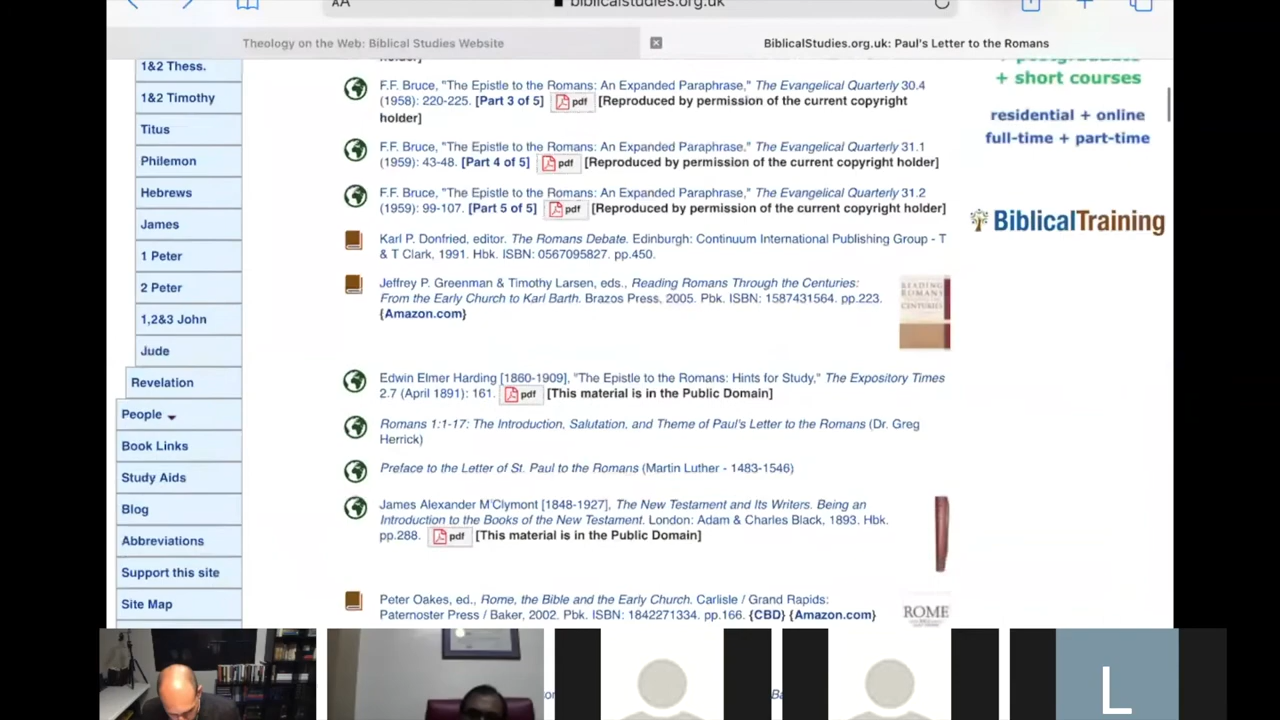 AA
biblicalstudies.org.uk
Theology on the Web: Biblical Studies Website
BiblicalStudies.org.uk: Paul's Letter to the Romans
1&2 Thess.
1&2 Timothy
Titus
Philemon
Hebrews
James
1 Peter
2 Peter
1,2&3 John
Jude
Revelation
People
Book Links
Study Aids
Blog
Abbreviations
Support this site
Site Map
holder]
F.F. Bruce, "The Epistle to the Romans: An Expanded Paraphrase," The Evangelical Quarterly 30.4
(1958): 220-225. [Part 3 of 5] pdf [Reproduced by permission of the current copyright
holder]
F.F. Bruce, "The Epistle to the Romans: An Expanded Paraphrase," The Evangelical Quarterly 31.1
(1959): 43-48. [Part 4 of 5] pdf [Reproduced by permission of the current copyright holder]
F.F. Bruce, "The Epistle to the Romans: An Expanded Paraphrase," The Evangelical Quarterly 31.2
(1959): 99-107. [Part 5 of 5] pdf [Reproduced by permission of the current copyright holder]
Karl P. Donfried, editor. The Romans Debate. Edinburgh: Continuum International Publishing Group - T
& T Clark, 1991. Hbk. ISBN: 0567095827. pp.450.
Jeffrey P. Greenman & Timothy Larsen, eds., Reading Romans Through the Centuries:
From the Early Church to Karl Barth. Brazos Press, 2005. Pbk. ISBN: 1587431564. pp.223.
{Amazon.com}
READING
ROMANS
CENTURIES
Edwin Elmer Harding [1860-1909], "The Epistle to the Romans: Hints for Study," The Expository Times
2.7 (April 1891): 161. pdf [This material is in the Public Domain]
Romans 1:1-17: The Introduction, Salutation, and Theme of Paul's Letter to the Romans (Dr. Greg
Herrick)
Preface to the Letter of St. Paul to the Romans (Martin Luther - 1483-1546)
James Alexander M'Clymont [1848-1927], The New Testament and Its Writers. Being an
Introduction to the Books of the New Testament. London: Adam & Charles Black, 1893. Hbk.
pp.288. pdf [This material is in the Public Domain]
Peter Oakes, ed., Rome, the Bible and the Early Church. Carlisle / Grand Rapids:
Paternoster Press / Baker, 2002. Pbk. ISBN: 1842271334. pp.166. {CBD} {Amazon.com}
ROME
+ postgraduate
+ short courses
residential + online
full-time + part-time
BiblicalTraining
L